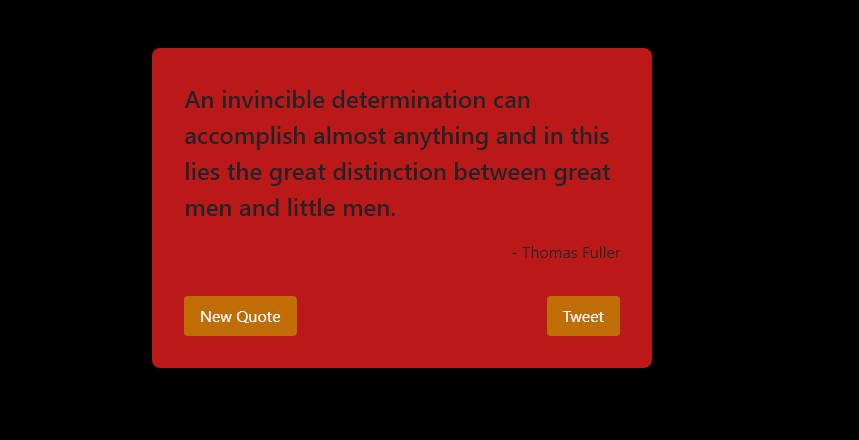 An invincible determination can
accomplish almost anything and in this
lies the great distinction between great
men and little men.
- Thomas Fuller
New Quote
Tweet